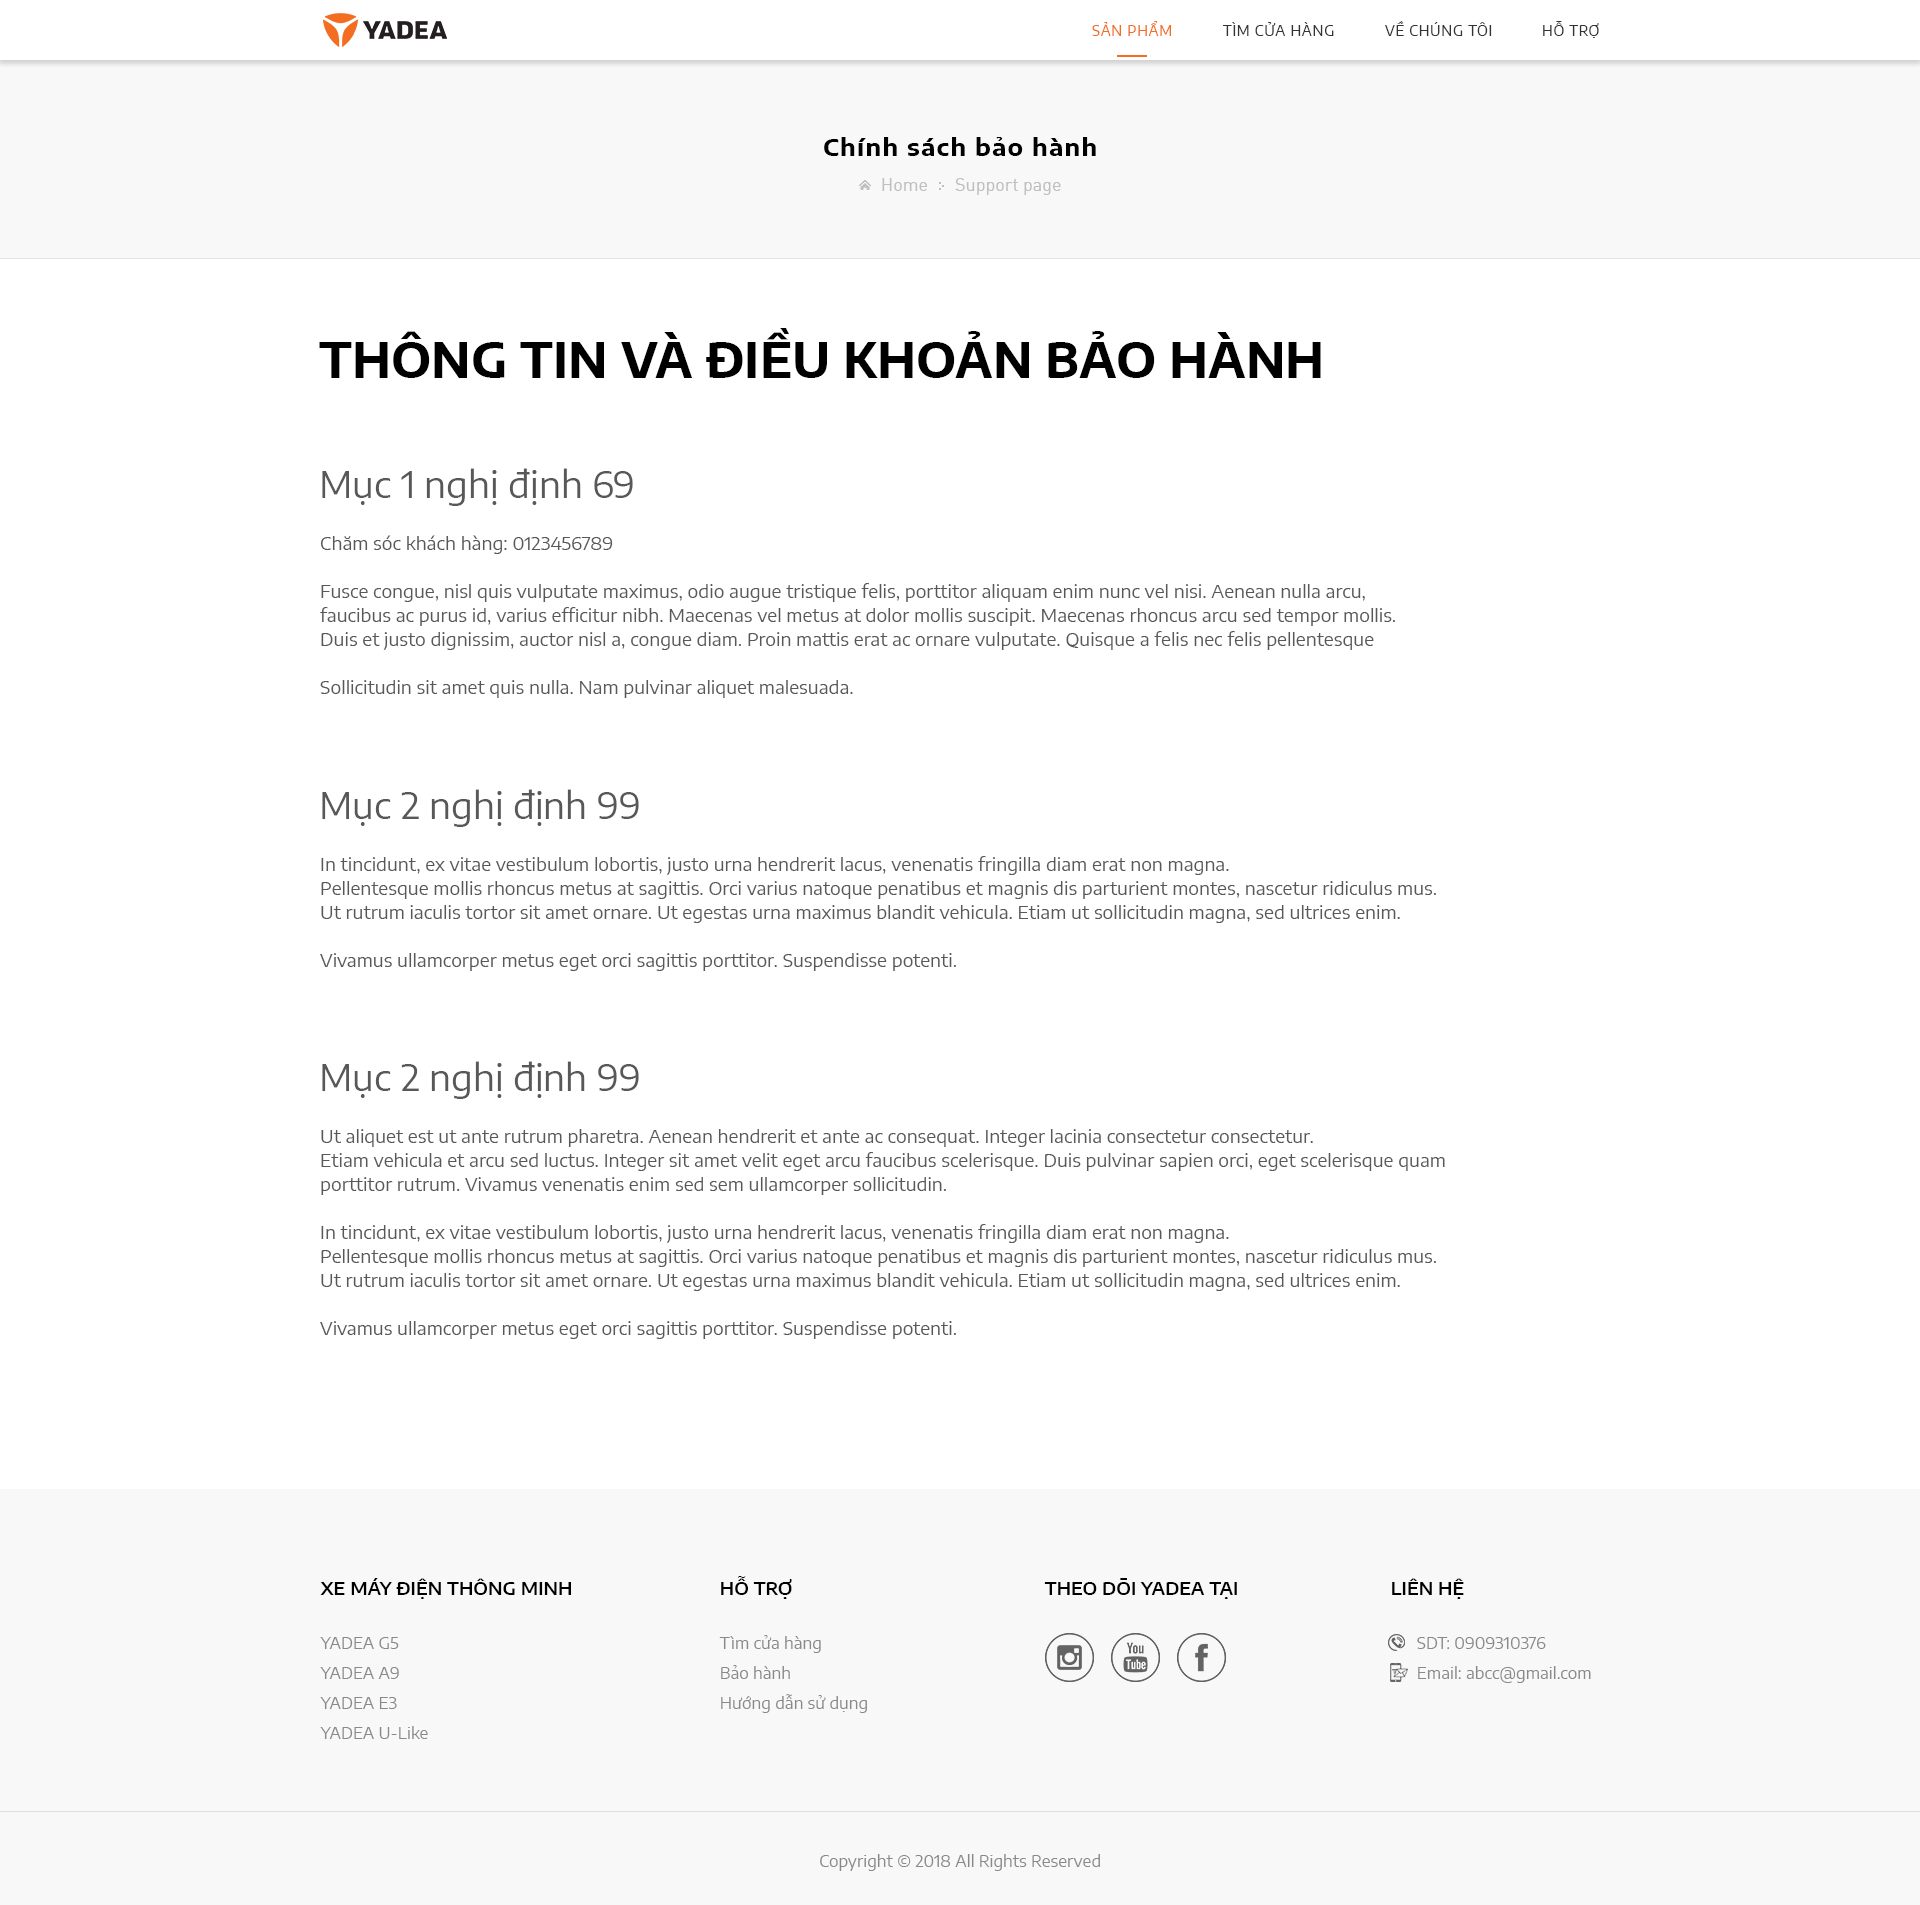 YADEA
SẢN PHẨM
TÌM CỬA HÀNG
VỀ CHÚNG TÔI
HỖ TRỢ
Chính sách bảo hành
Home
Support page
THÔNG TIN VÀ ĐIỀU KHOẢN BẢO HÀNH
Mục 1 nghị định 69
Chăm sóc khách hàng: 0123456789
Fusce congue, nisl quis vulputate maximus, odio augue tristique felis, porttitor aliquam enim nunc vel nisi. Aenean nulla arcu,
faucibus ac purus id, varius efficitur nibh. Maecenas vel metus at dolor mollis suscipit. Maecenas rhoncus arcu sed tempor mollis.
Duis et justo dignissim, auctor nisl a, congue diam. Proin mattis erat ac ornare vulputate. Quisque a felis nec felis pellentesque
Sollicitudin sit amet quis nulla. Nam pulvinar aliquet malesuada.
Mục 2 nghị định 99
In tincidunt, ex vitae vestibulum lobortis, justo urna hendrerit lacus, venenatis fringilla diam erat non magna.
Pellentesque mollis rhoncus metus at sagittis. Orci varius natoque penatibus et magnis dis parturient montes, nascetur ridiculus mus.
Ut rutrum iaculis tortor sit amet ornare. Ut egestas urna maximus blandit vehicula. Etiam ut sollicitudin magna, sed ultrices enim.
Vivamus ullamcorper metus eget orci sagittis porttitor. Suspendisse potenti.
Mục 2 nghị định 99
Ut aliquet est ut ante rutrum pharetra. Aenean hendrerit et ante ac consequat. Integer lacinia consectetur consectetur.
Etiam vehicula et arcu sed luctus. Integer sit amet velit eget arcu faucibus scelerisque. Duis pulvinar sapien orci, eget scelerisque quam
porttitor rutrum. Vivamus venenatis enim sed sem ullamcorper sollicitudin.
In tincidunt, ex vitae vestibulum lobortis, justo urna hendrerit lacus, venenatis fringilla diam erat non magna.
Pellentesque mollis rhoncus metus at sagittis. Orci varius natoque penatibus et magnis dis parturient montes, nascetur ridiculus mus.
Ut rutrum iaculis tortor sit amet ornare. Ut egestas urna maximus blandit vehicula. Etiam ut sollicitudin magna, sed ultrices enim.
Vivamus ullamcorper metus eget orci sagittis porttitor. Suspendisse potenti.
XE MÁY ĐIỆN THÔNG MINH
YADEA G5
YADEA A9
YADEA E3
YADEA U-Like
HỖ TRỢ
Tìm cửa hàng
Bảo hành
Hướng dẫn sử dụng
THEO DÕI YADEA TẠI
You
Tube
LIÊN HỆ
SDT: 0909310376
Email: abcc@gmail.com
Copyright © 2018 All Rights Reserved